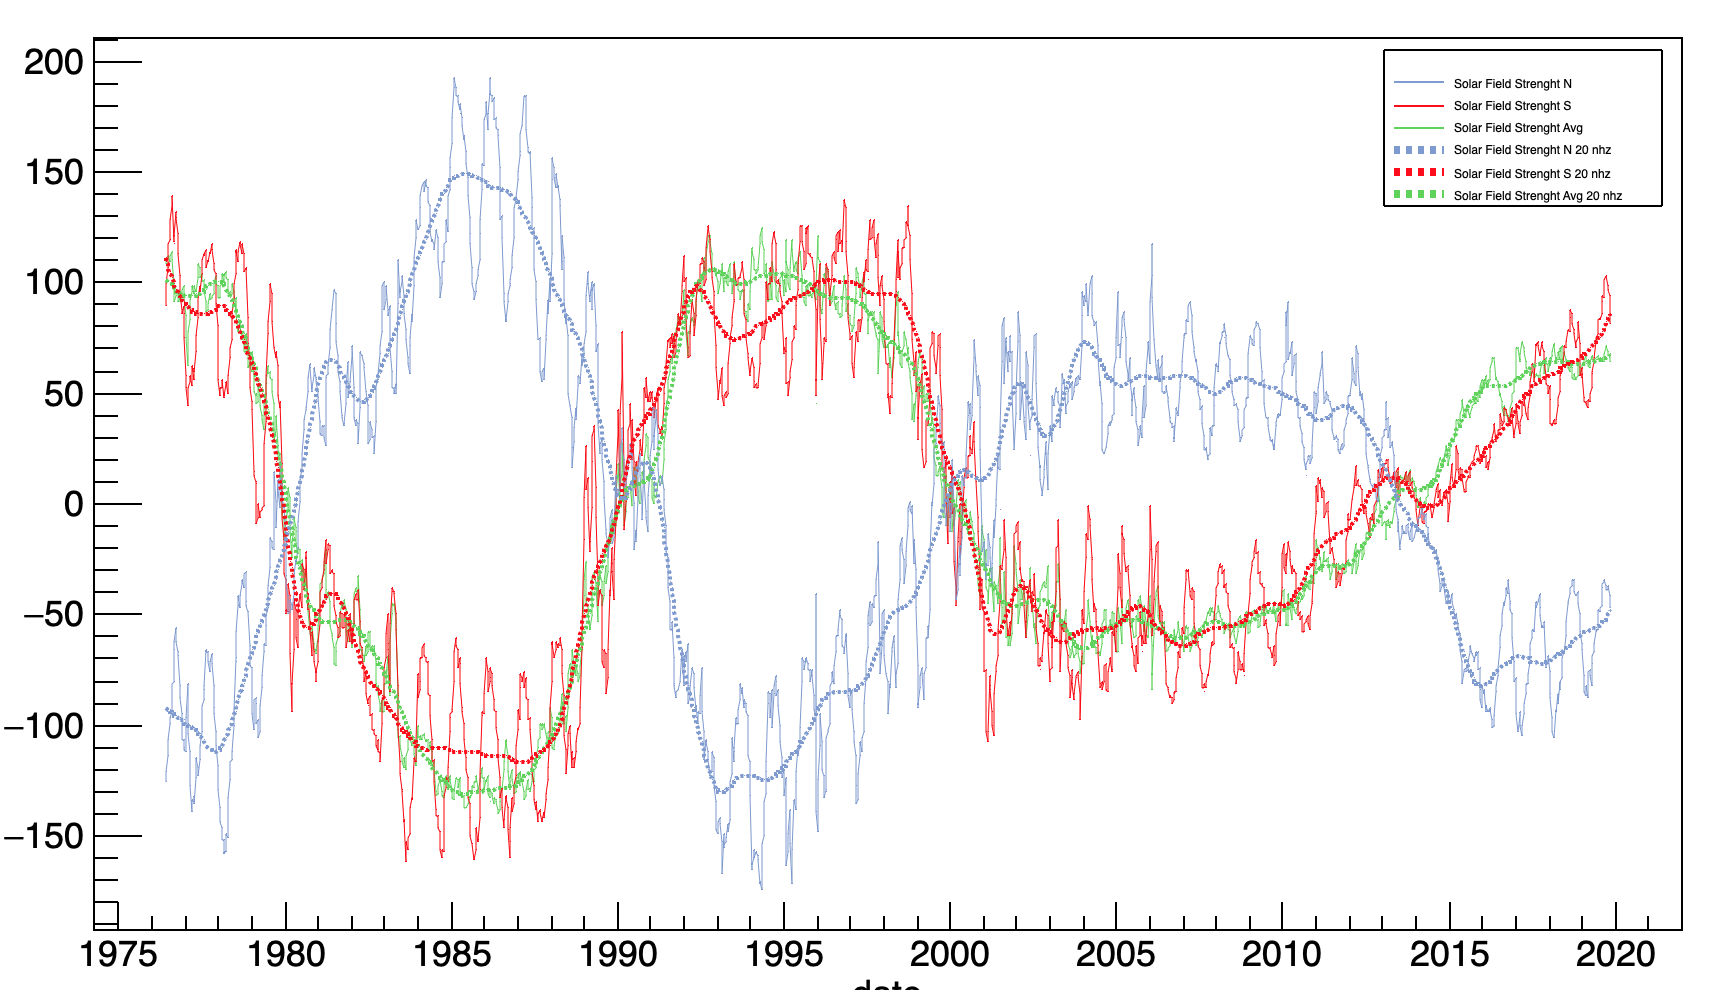 200
150
100
50
0
−50
−100
−150
1975 1980 1985 1990 1995 2000 2005 2010 2015 2020
date
Solar Field Strenght N
Solar Field Strenght S
Solar Field Strenght Avg
Solar Field Strenght N 20 nhz
Solar Field Strenght S 20 nhz
Solar Field Strenght Avg 20 nhz